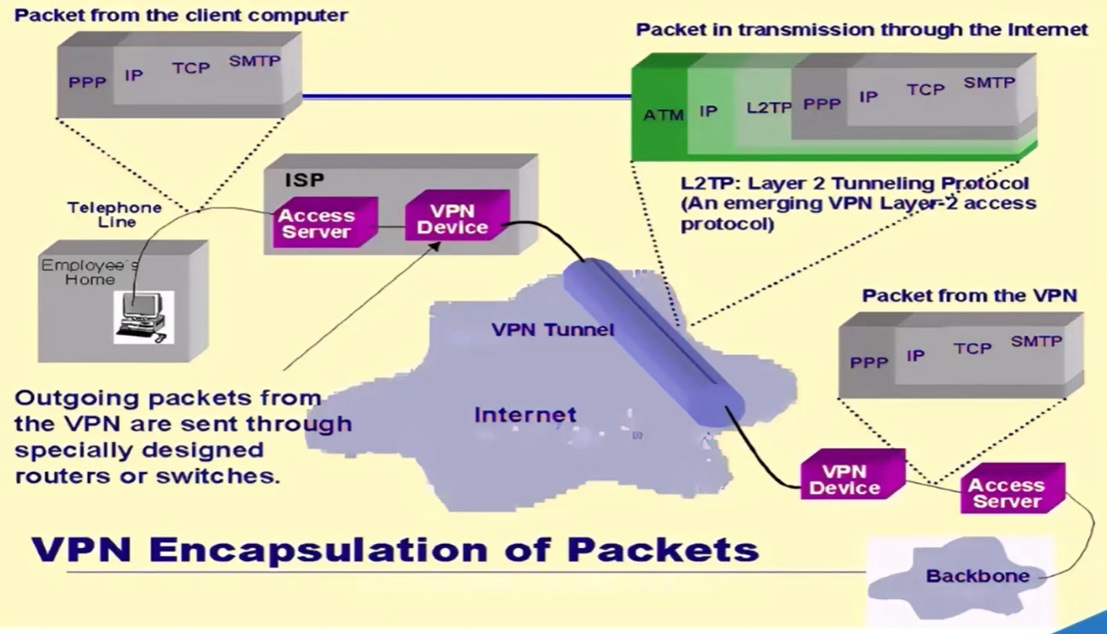 Packet from the client computer
PPP IP TCP SMTP
Packet in transmission through the Internet
ATM IP L2TP PPP IP TCP SMTP
L2TP: Layer 2 Tunneling Protocol
(An emerging VPN Layer-2 access
protocol)
ISP
Access
Server
VPN
Device
Telephone
Line
Employee's
Home
VPN Tunnel
Internet
Packet from the VPN
PPP IP TCP SMTP
Outgoing packets from
the VPN are sent through
specially designed
routers or switches.
VPN
Device
Access
Server
VPN Encapsulation of Packets
Backbone